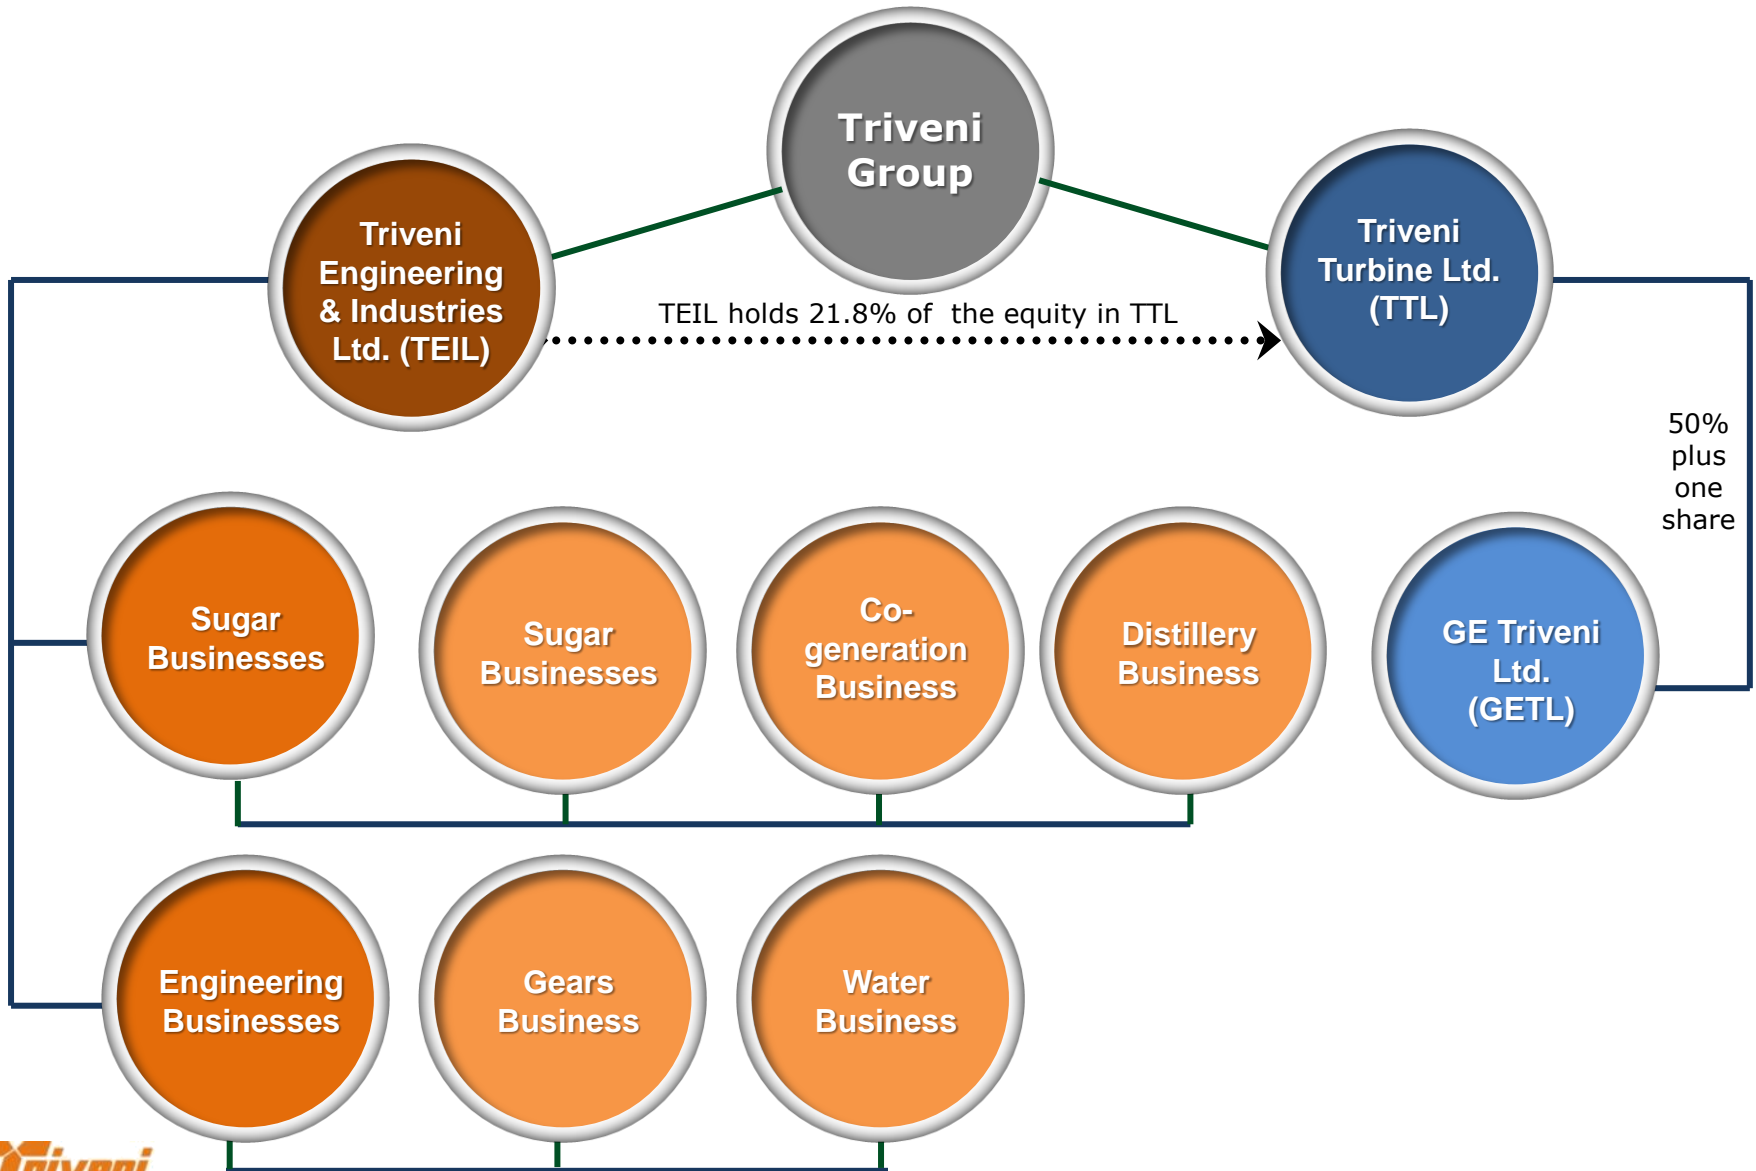 Triveni
Group
Triveni
Engineering
& Industries
Ltd. (TEIL)
TEIL holds 21.8% of  the equity in TTL
Triveni
Turbine Ltd.
(TTL)
50%
plus
one
share
Sugar
Businesses
Sugar
Businesses
Co-
generation
Business
Distillery
Business
GE Triveni
Ltd.
(GETL)
Engineering
Businesses
Gears
Business
Water
Business
Triveni